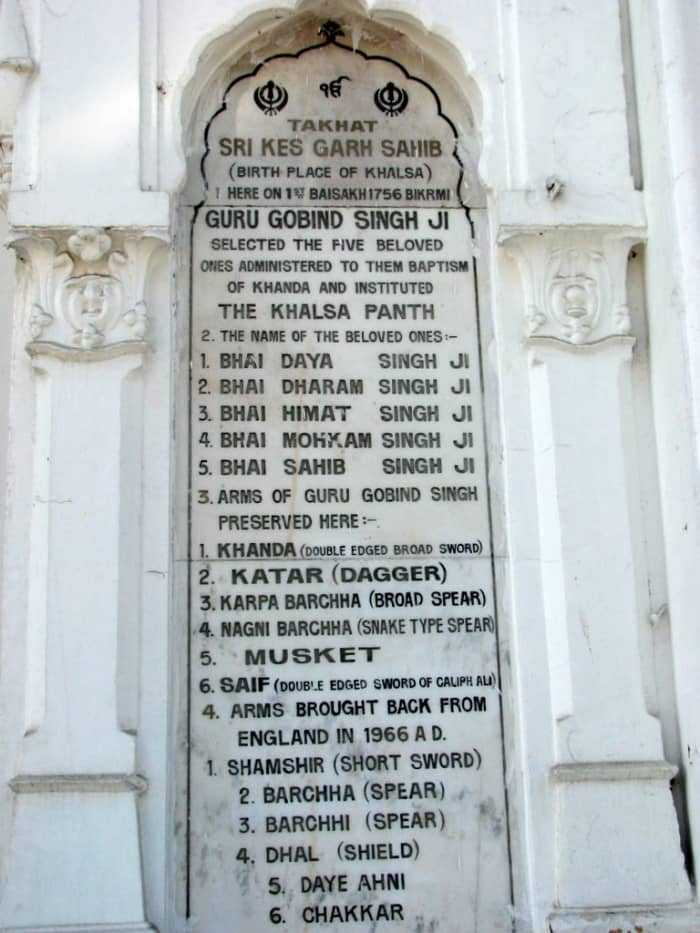 ੴ
TAKHAT
SRI KES GARH SAHIB
(BIRTH PLACE OF KHALSA)
1 HERE ON 1ST BAISAKH 1756 BIKRMI
GURU GOBIND SINGH JI
SELECTED THE FIVE BELOVED
ONES ADMINISTERED TO THEM BAPTISM
OF KHANDA AND INSTITUTED
THE KHALSA PANTH
2. THE NAME OF THE BELOVED ONES:-
1. BHAI DAYA SINGH JI
2. BHAI DHARAM SINGH JI
3. BHAI HIMAT SINGH JI
4. BHAI MOHKAM SINGH JI
5. BHAI SAHIB SINGH JI
3. ARMS OF GURU GOBIND SINGH
PRESERVED HERE:-
1. KHANDA (DOUBLE EDGED BROAD SWORD)
2. KATAR (DAGGER)
3. KARPA BARCHHA (BROAD SPEAR)
4. NAGNI BARCHHA (SNAKE TYPE SPEAR)
5. MUSKET
6. SAIF (DOUBLE EDGED SWORD OF CALIPH ALI)
4. ARMS BROUGHT BACK FROM
ENGLAND IN 1966 A D.
1. SHAMSHIR (SHORT SWORD)
2. BARCHHA (SPEAR)
3. BARCHHI (SPEAR)
4. DHAL (SHIELD)
5. DAYE AHNI
6. CHAKKAR